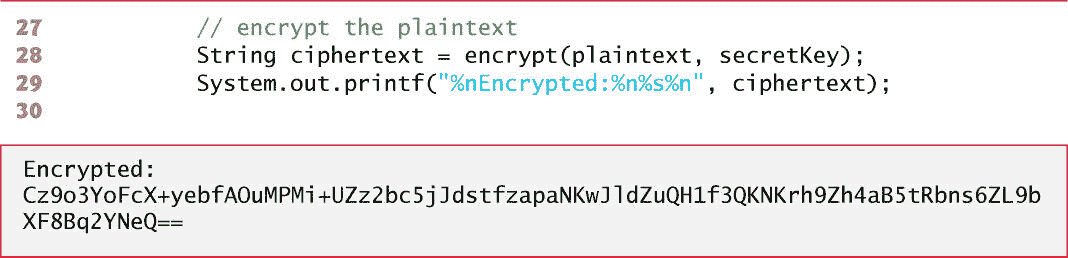 27 // encrypt the plaintext
28 String ciphertext = encrypt(plaintext, secretKey);
29 System.out.printf("%nEncrypted:%n%s%n", ciphertext);
30
Encrypted:
Cz9o3YoFcX+yebfAOuMPMi+UZz2bc5jJdstfzapaNKwJldZuQH1f3QKNKrh9Zh4aB5tRbns6ZL9b
XF8Bq2YNeQ==